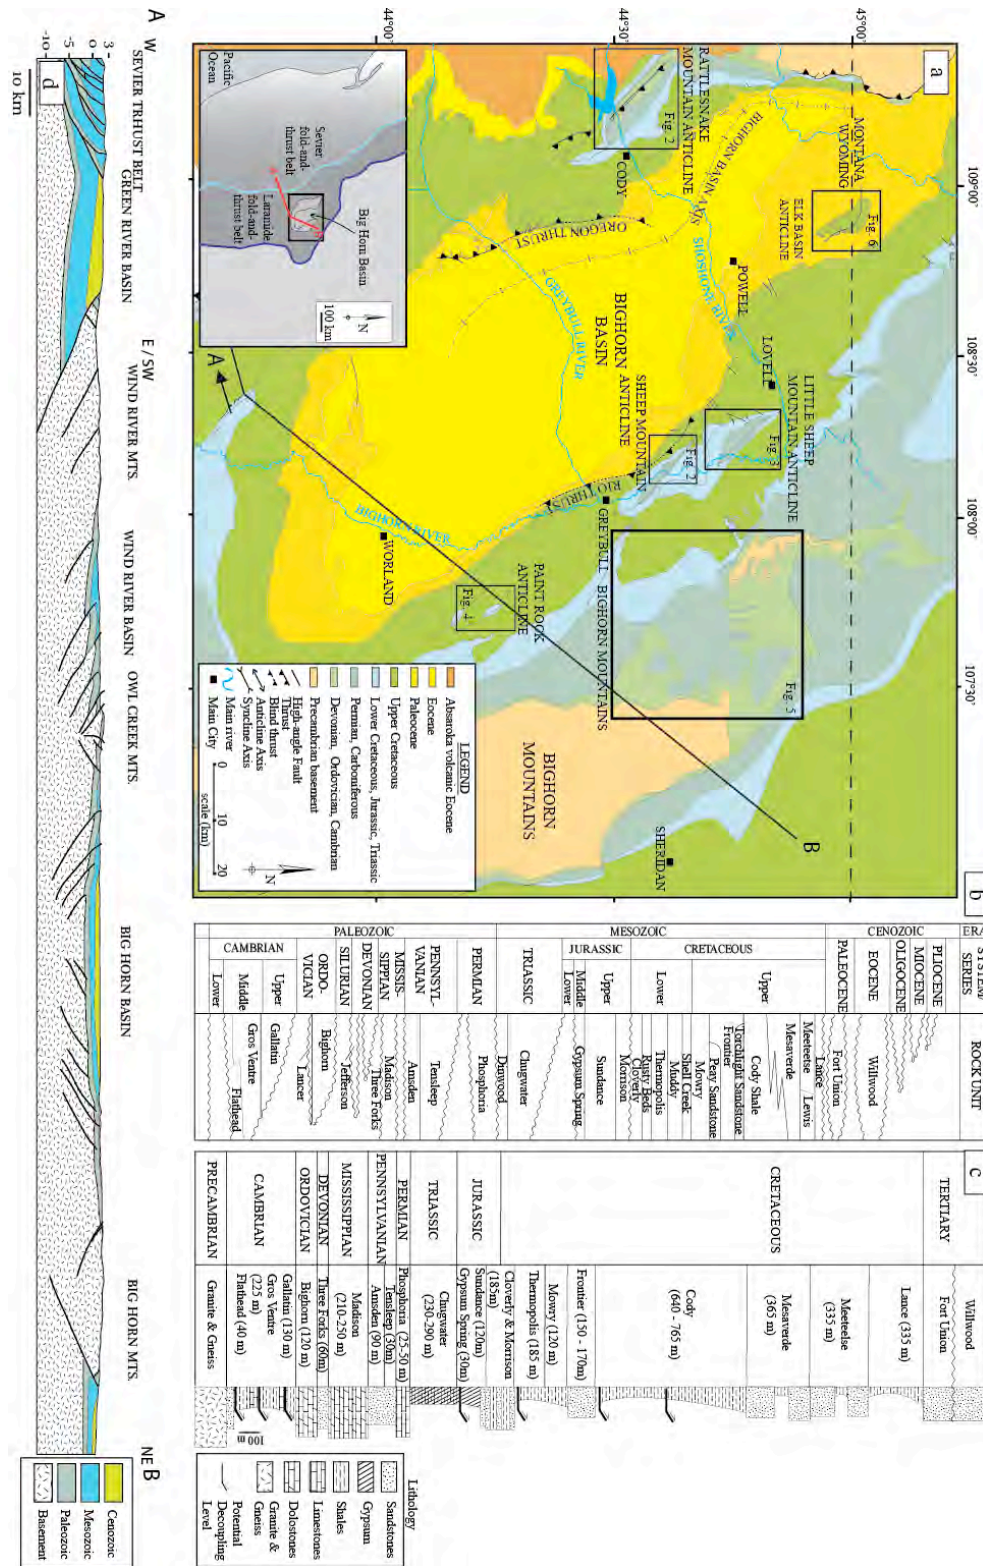 a
44°00'
44°30'
45°00'
109°00'
108°30'
108°00'
107°30'
MONTANA
WYOMING
RATTLESNAKE
MOUNTAIN ANTICLINE
Fig. 2
CODY
BIGHORN BASIN AXIS
ELK BASIN
ANTICLINE
Fig. 6
OREGON THRUST
SHOSHONE RIVER
POWELL
GREYBULL RIVER
BIGHORN
BASIN
LOVELL
SHEEP MOUNTAIN
ANTICLINE
Fig. 2
LITTLE SHEEP
MOUNTAIN ANTICLINE
Fig. 3
RIO THRUST
GREYBULL
BIGHORN RIVER
WORLAND
PAINT ROCK
ANTICLINE
Fig. 4
BIGHORN MOUNTAINS
Fig. 5
BIGHORN
MOUNTAINS
SHERIDAN
A
B
Pacific
Ocean
Sevier
fold-and-
thrust belt
Laramide
fold-and-
thrust belt
Big Horn Basin
N
100 km
LEGEND
Absaroka volcanic Eocene
Eocene
Paleocene
Upper Cretaceous
Lower Cretaceous, Jurassic, Triassic
Permian, Carboniferous
Devonian, Ordovician, Cambrian
Precambrian basement
High-angle Fault
Thrust
Blind thrust
Anticline Axis
Syncline Axis
Main river
Main City
0 10 20
scale (km)
N
b
ERA
SYSTEM
SERIES
ROCK UNIT
CENOZOIC
PLIOCENE
MIOCENE
OLIGOCENE
EOCENE
PALEOCENE
Willwood
Fort Union
MESOZOIC
CRETACEOUS
Upper
Lance
Meeteetse
Lewis
Mesaverde
Cody Shale
Torchlight Sandstone
Frontier
Peay Sandstone
Lower
Mowry
Shell Creek
Muddy
Thermopolis
Rusty Beds
Cloverly
Morrison
JURASSIC
Upper
Middle
Lower
Sundance
Gypsum Spring
TRIASSIC
Chugwater
Dinwood
PALEOZOIC
PERMIAN
Phosphoria
PENNSYL-
VANIAN
Tensleep
Amsden
MISSIS-
SIPPIAN
Madison
DEVONIAN
Three Forks
Jefferson
SILURIAN
ORDO-
VICIAN
Bighorn
Lancer
CAMBRIAN
Upper
Middle
Lower
Gallatin
Gros Ventre
Flathead
c
TERTIARY
Willwood
Fort Union
CRETACEOUS
Lance (335 m)
Meeteetse
(335 m)
Mesaverde
(365 m)
Cody
(640 - 765 m)
Frontier (150 - 170m)
Mowry (120 m)
Thermopolis (185 m)
Cloverly & Morrison
(185m)
JURASSIC
Sundance (120m)
Gypsum Spring (30m)
TRIASSIC
Chugwater
(230-290 m)
PERMIAN
Phosphoria (25-50 m)
PENNSYLVANIAN
Tensleep (30m)
Amsden (90 m)
MISSISSIPPIAN
Madison
(210-250 m)
DEVONIAN
Three Forks (60m)
ORDOVICIAN
Bighorn (120 m)
CAMBRIAN
Gallatin (130 m)
Gros Ventre
(225 m)
Flathead (40 m)
PRECAMBRIAN
Granite & Gneiss
100 m
Lithology
Sandstones
Gypsum
Shales
Limestones
Dolostones
Granite &
Gneiss
Potential
Decoupling
Level
A
W
SEVIER TRHUST BELT
GREEN RIVER BASIN
E / SW
WIND RIVER MTS.
WIND RIVER BASIN
OWL CREEK MTS.
BIG HORN BASIN
BIG HORN MTS.
NE
B
3
0
-5
-10
d
10 km
Cenozoic
Mesozoic
Paleozoic
Basement